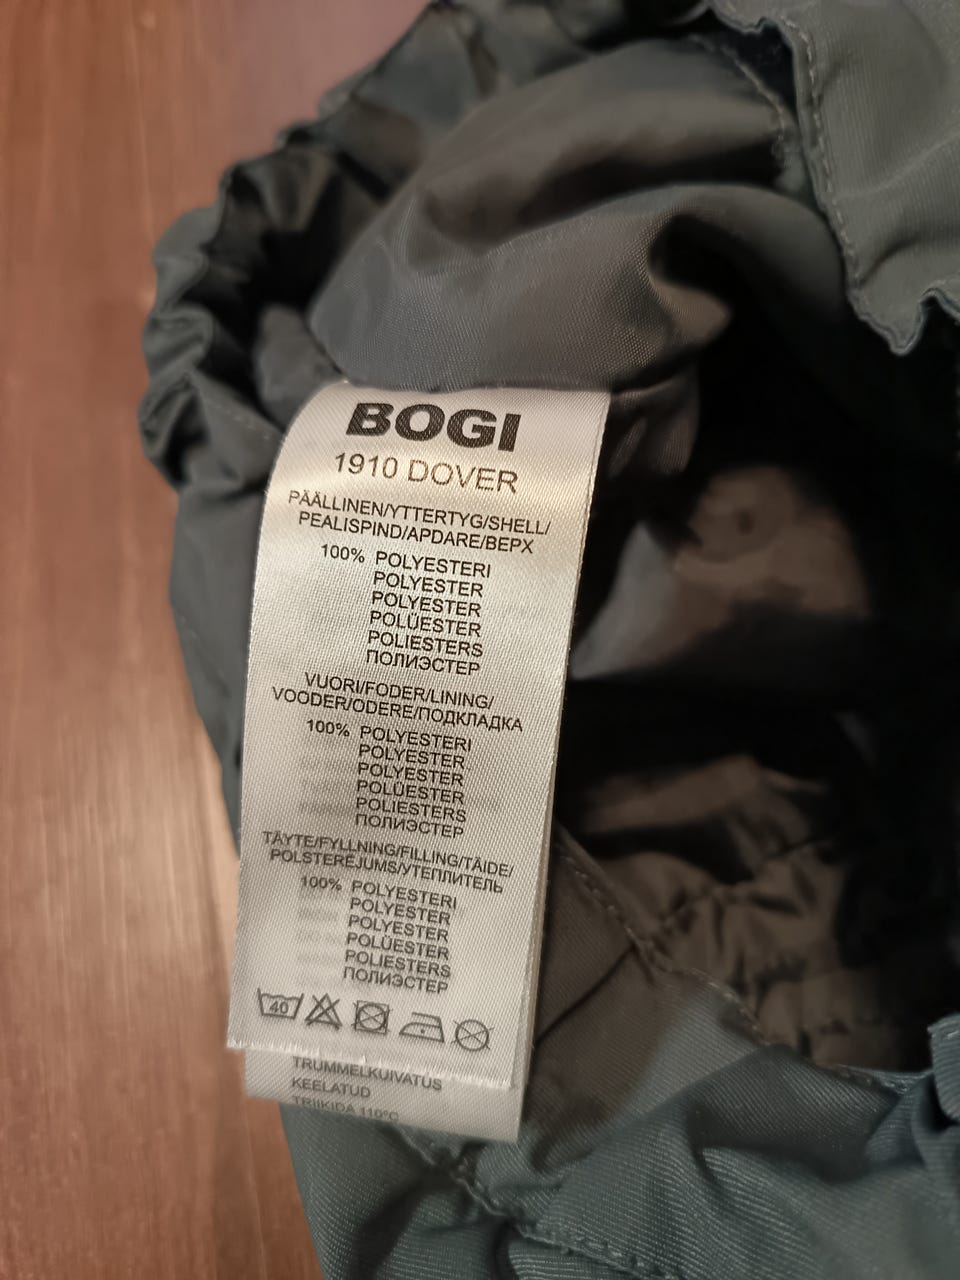 BOGI
1910 DOVER
PÄÄLLINEN/YTTERTYG/SHELL/
PEALISPIND/APDARE/ВЕРХ
100% POLYESTERI
POLYESTER
POLYESTER
POLÜESTER
POLIESTERS
ПОЛИЭСТЕР
VUORI/FODER/LINING/
VOODER/ODERE/ПОДКЛАДКА
100% POLYESTERI
POLYESTER
POLYESTER
POLÜESTER
POLIESTERS
ПОЛИЭСТЕР
TÄYTE/FYLLNING/FILLING/TÄIDE/
POLSTERĒJUMS/УТЕПЛИТЕЛЬ
100% POLYESTERI
POLYESTER
POLYESTER
POLÜESTER
POLIESTERS
ПОЛИЭСТЕР
40
TRUMMELKUIVATUS
KEELATUD
TRIIKIDA 110°C